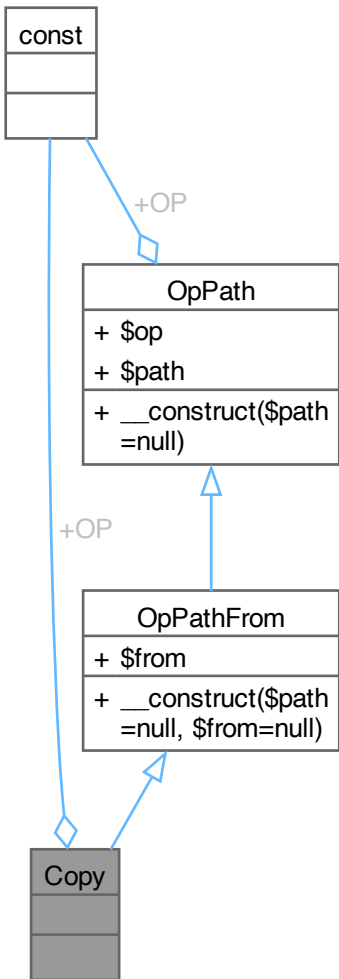 const
+OP
OpPath
+ $op
+ $path
+ __construct($path
=null)
+OP
OpPathFrom
+ $from
+ __construct($path
=null, $from=null)
Copy